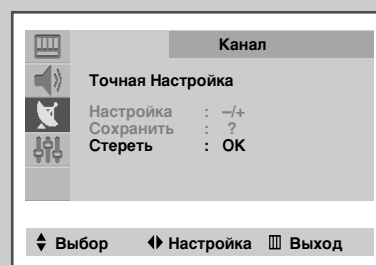 Канал
Точная Настройка
Настройка : –/+
Сохранить : ?
Стереть : OK
Выбор Настройка Выход